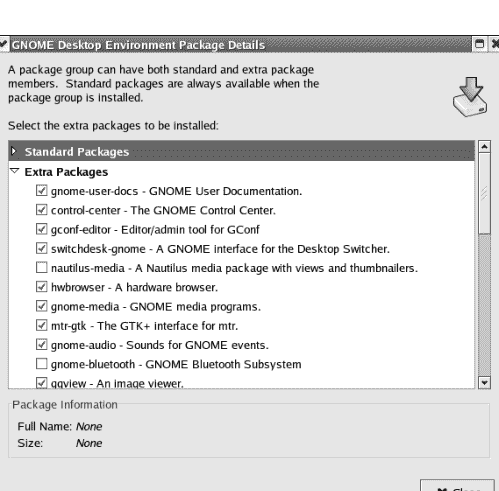 GNOME Desktop Environment Package Details
A package group can have both standard and extra package
members. Standard packages are always available when the
package group is installed.
Select the extra packages to be installed:
Standard Packages
Extra Packages
gnome-user-docs - GNOME User Documentation.
control-center - The GNOME Control Center.
gconf-editor - Editor/admin tool for GConf
switchdesk-gnome - A GNOME interface for the Desktop Switcher.
nautilus-media - A Nautilus media package with views and thumbnailers.
hwbrowser - A hardware browser.
gnome-media - GNOME media programs.
mtr-gtk - The GTK+ interface for mtr.
gnome-audio - Sounds for GNOME events.
gnome-bluetooth - GNOME Bluetooth Subsystem
gqview - An image viewer.
Package Information
Full Name: None
Size: None
Close